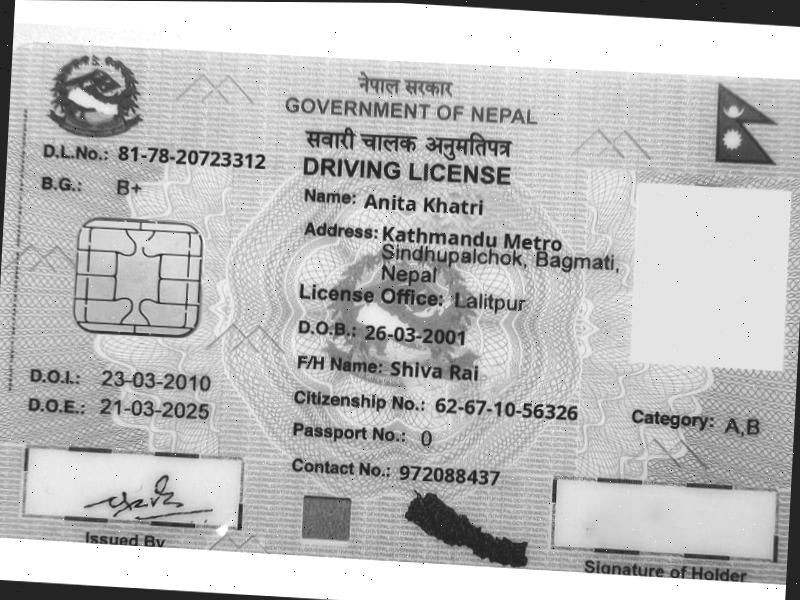 नेपाल सरकार
GOVERNMENT OF NEPAL
सवारी चालक अनुमतिपत्र
DRIVING LICENSE
D.L.No.: 81-78-20723312
B.G.: B+
Name: Anita Khatri
Address: Kathmandu Metro
Sindhupalchok, Bagmati,
Nepal
License Office: Lalitpur
D.O.B.: 26-03-2001
F/H Name: Shiva Rai
D.O.I.: 23-03-2010
D.O.E.: 21-03-2025
Citizenship No.: 62-67-10-56326
Category: A,B
Passport No.: 0
Contact No.: 972088437
Issued By
Signature of Holder